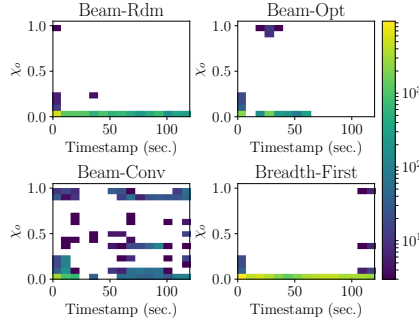 Beam-Rdm
Beam-Opt
1.0
0.5
0.0
χₒ
0
50
100
Timestamp (sec.)
1.0
0.5
0.0
χₒ
0
50
100
Timestamp (sec.)
Beam-Conv
Breadth-First
1.0
0.5
0.0
χₒ
0
50
100
Timestamp (sec.)
1.0
0.5
0.0
χₒ
0
50
100
Timestamp (sec.)
10³
10²
10¹